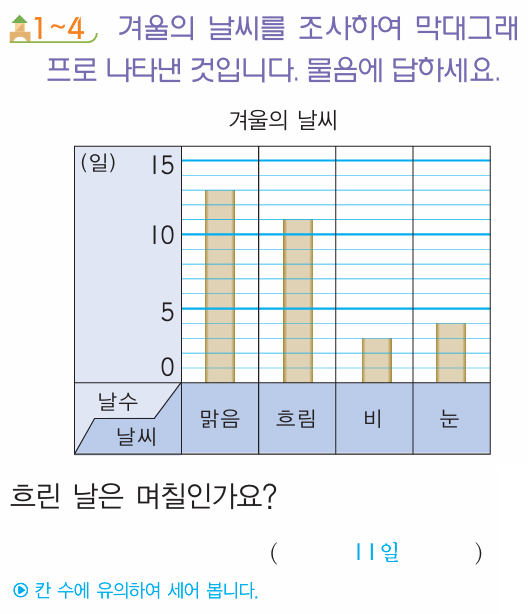 1~4 겨울의 날씨를 조사하여 막대그래
프로 나타낸 것입니다. 물음에 답하세요.
겨울의 날씨
(일) 15
10
5
0
날수
날씨 맑음 흐림 비 눈
흐린 날은 며칠인가요?
( 11일 )
칸 수에 유의하여 세어 봅니다.